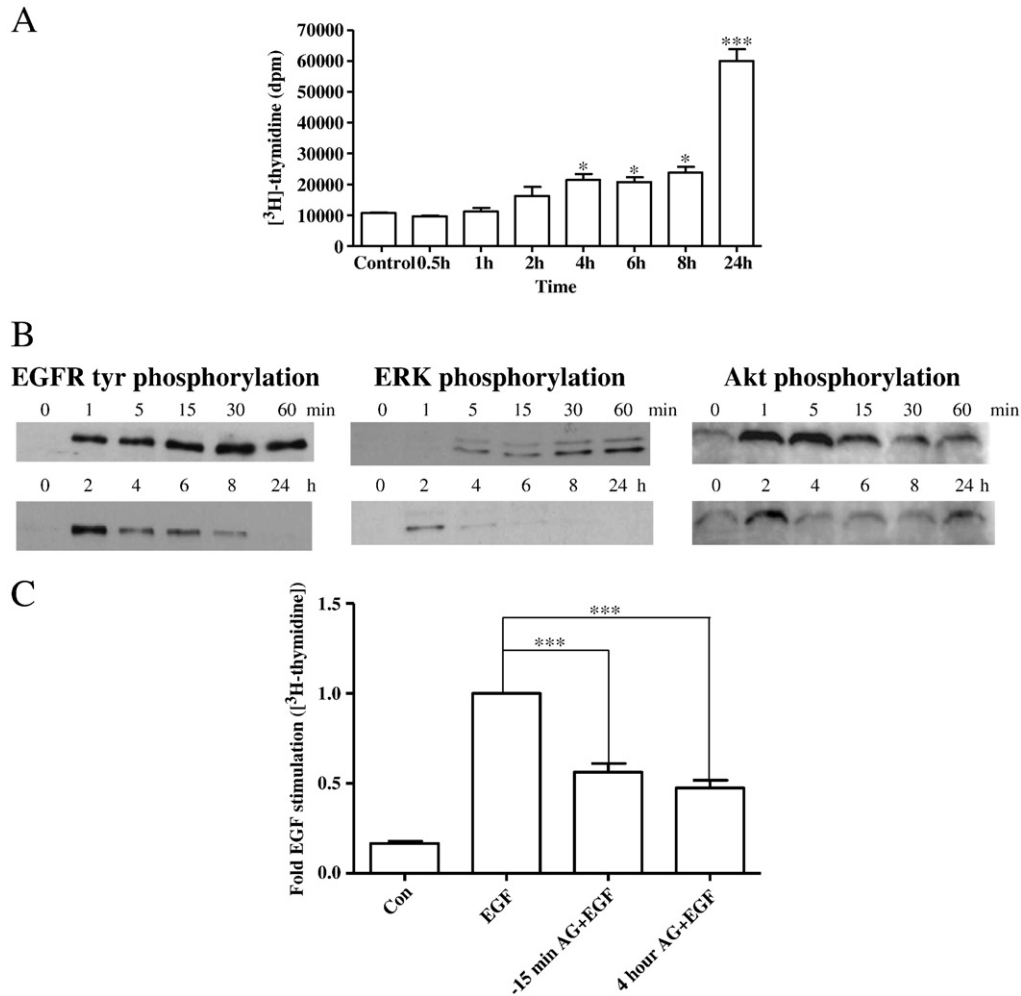 A
[³H]-thymidine (dpm)
70000
60000
50000
40000
30000
20000
10000
0
*
*
*
***
Control 0.5h 1h 2h 4h 6h 8h 24h
Time
B
EGFR tyr phosphorylation
0 1 5 15 30 60 min
0 2 4 6 8 24 h
ERK phosphorylation
0 1 5 15 30 60 min
0 2 4 6 8 24 h
Akt phosphorylation
0 1 5 15 30 60 min
0 2 4 6 8 24 h
C
Fold EGF stimulation ([³H-thymidine])
1.5
1.0
0.5
0.0
***
***
Con
EGF
-15 min AG+EGF
4 hour AG+EGF